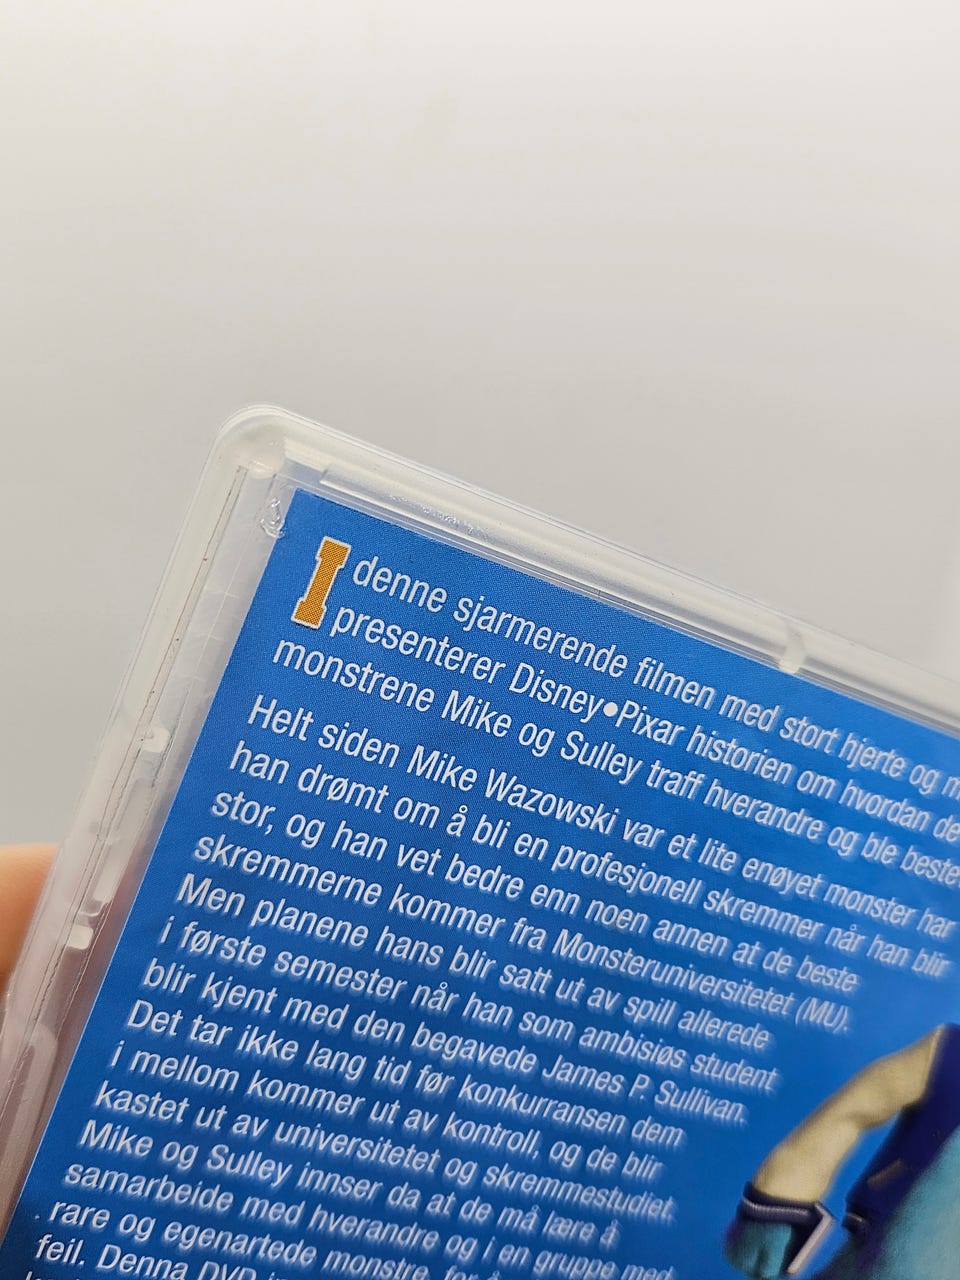 I denne sjarmerende filmen med stort hjerte og
presenterer Disney•Pixar historien om hvordan de
monstrene Mike og Sulley traff hverandre og ble beste
Helt siden Mike Wazowski var et lite enøyet monster har
han drømt om å bli en profesjonell skremmer når han blir
stor, og han vet bedre enn noen annen at de beste
skremmerne kommer fra Monsteruniversitetet (MU).
Men planene hans blir satt ut av spill allerede
i første semester når han som ambisiøs student
blir kjent med den begavede James P. Sullivan.
Det tar ikke lang tid før konkurransen dem
i mellom kommer ut av kontroll, og de blir
kastet ut av universitetet og skremmestudiet.
Mike og Sulley innser da at de må lære å
samarbeide med hverandre og i en gruppe med
rare og egenartede monstre, for å
feil. Denna DVD